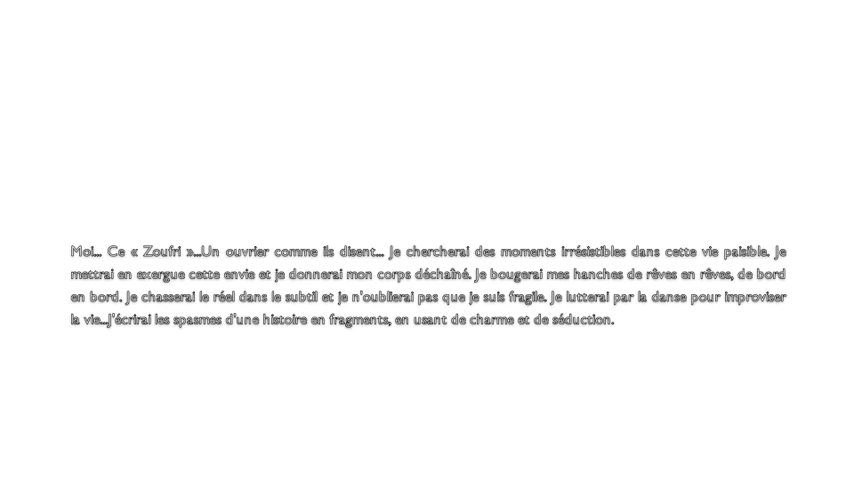 Moi... Ce « Zoufri »...Un ouvrier comme ils disent... Je chercherai des moments irrésistibles dans cette vie paisible. Je
mettrai en exergue cette envie et je donnerai mon corps déchaîné. Je bougerai mes hanches de rêves en rêves, de bord
en bord. Je chasserai le réel dans le subtil et je n'oublierai pas que je suis fragile. Je lutterai par la danse pour improviser
la vie...J'écrirai les spasmes d'une histoire en fragments, en usant de charme et de séduction.